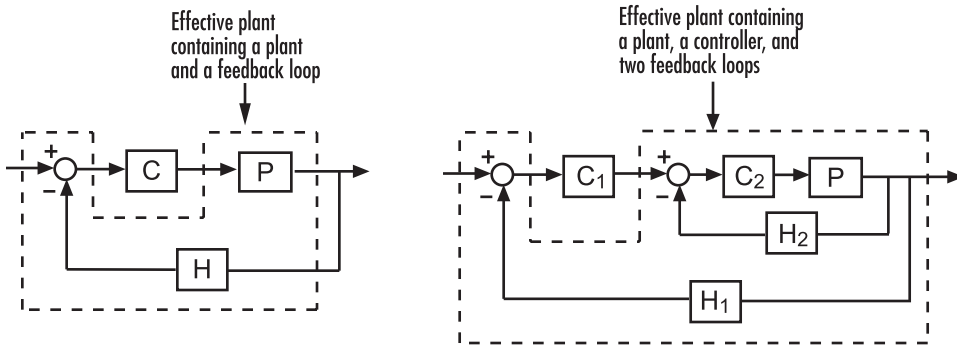 Effective plant
containing a plant
and a feedback loop
+
−
C
P
H
Effective plant containing
a plant, a controller, and
two feedback loops
+
−
C₁
+
−
C₂
P
H₂
H₁